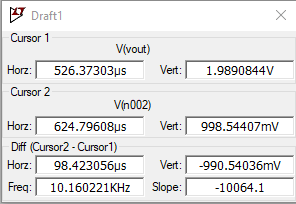 Draft1
Cursor 1
V(vout)
Horz: 526.37303µs Vert: 1.9890844V
Cursor 2
V(n002)
Horz: 624.79608µs Vert: 998.54407mV
Diff (Cursor2 - Cursor1)
Horz: 98.423056µs Vert: -990.54036mV
Freq: 10.160221KHz Slope: -10064.1